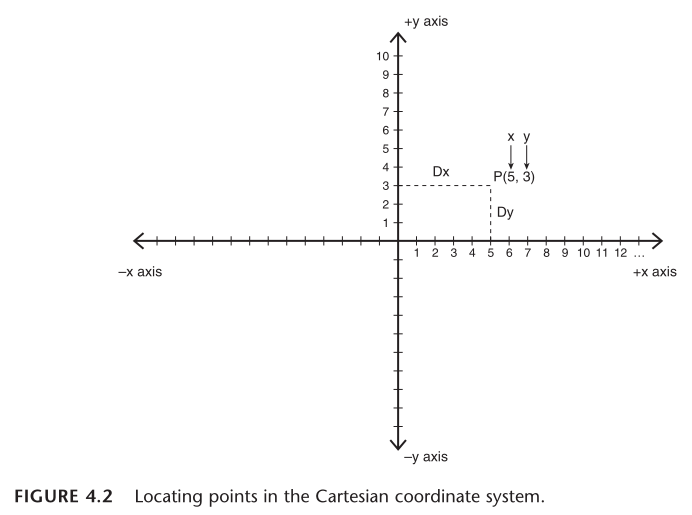 +y axis
10
9
8
7
6
x y
5
4
Dx
P(5, 3)
3
2
Dy
1
1 2 3 4 5 6 7 8 9 10 11 12 ...
–x axis
+x axis
–y axis
FIGURE 4.2 Locating points in the Cartesian coordinate system.